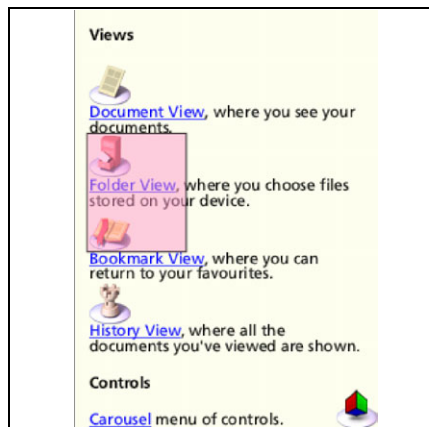 Views
Document View, where you see your
documents.
Folder View, where you choose files
stored on your device.
Bookmark View, where you can
return to your favourites.
History View, where all the
documents you've viewed are shown.
Controls
Carousel menu of controls.